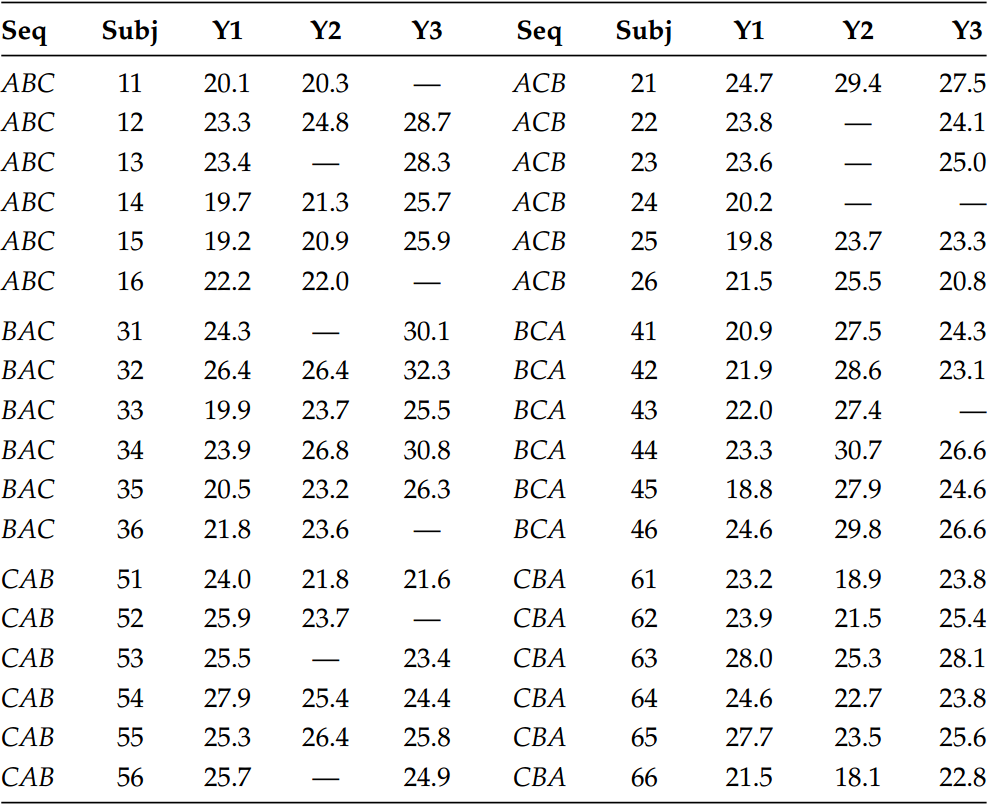 Seq Subj Y1 Y2 Y3 Seq Subj Y1 Y2 Y3
ABC 11 20.1 20.3 — ACB 21 24.7 29.4 27.5
ABC 12 23.3 24.8 28.7 ACB 22 23.8 — 24.1
ABC 13 23.4 — 28.3 ACB 23 23.6 — 25.0
ABC 14 19.7 21.3 25.7 ACB 24 20.2 — —
ABC 15 19.2 20.9 25.9 ACB 25 19.8 23.7 23.3
ABC 16 22.2 22.0 — ACB 26 21.5 25.5 20.8
BAC 31 24.3 — 30.1 BCA 41 20.9 27.5 24.3
BAC 32 26.4 26.4 32.3 BCA 42 21.9 28.6 23.1
BAC 33 19.9 23.7 25.5 BCA 43 22.0 27.4 —
BAC 34 23.9 26.8 30.8 BCA 44 23.3 30.7 26.6
BAC 35 20.5 23.2 26.3 BCA 45 18.8 27.9 24.6
BAC 36 21.8 23.6 — BCA 46 24.6 29.8 26.6
CAB 51 24.0 21.8 21.6 CBA 61 23.2 18.9 23.8
CAB 52 25.9 23.7 — CBA 62 23.9 21.5 25.4
CAB 53 25.5 — 23.4 CBA 63 28.0 25.3 28.1
CAB 54 27.9 25.4 24.4 CBA 64 24.6 22.7 23.8
CAB 55 25.3 26.4 25.8 CBA 65 27.7 23.5 25.6
CAB 56 25.7 — 24.9 CBA 66 21.5 18.1 22.8